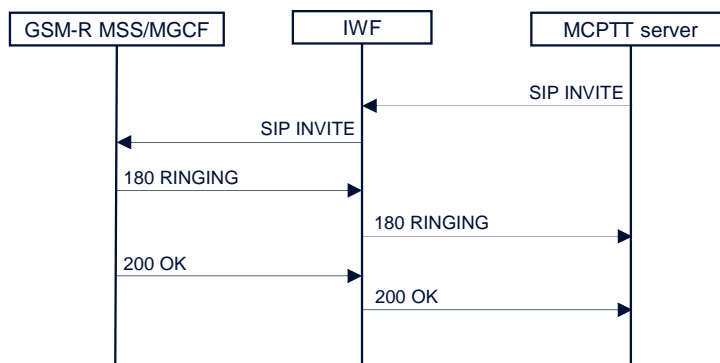 GSM-R MSS/MGCF
IWF
MCPTT server
SIP INVITE
SIP INVITE
180 RINGING
180 RINGING
200 OK
200 OK